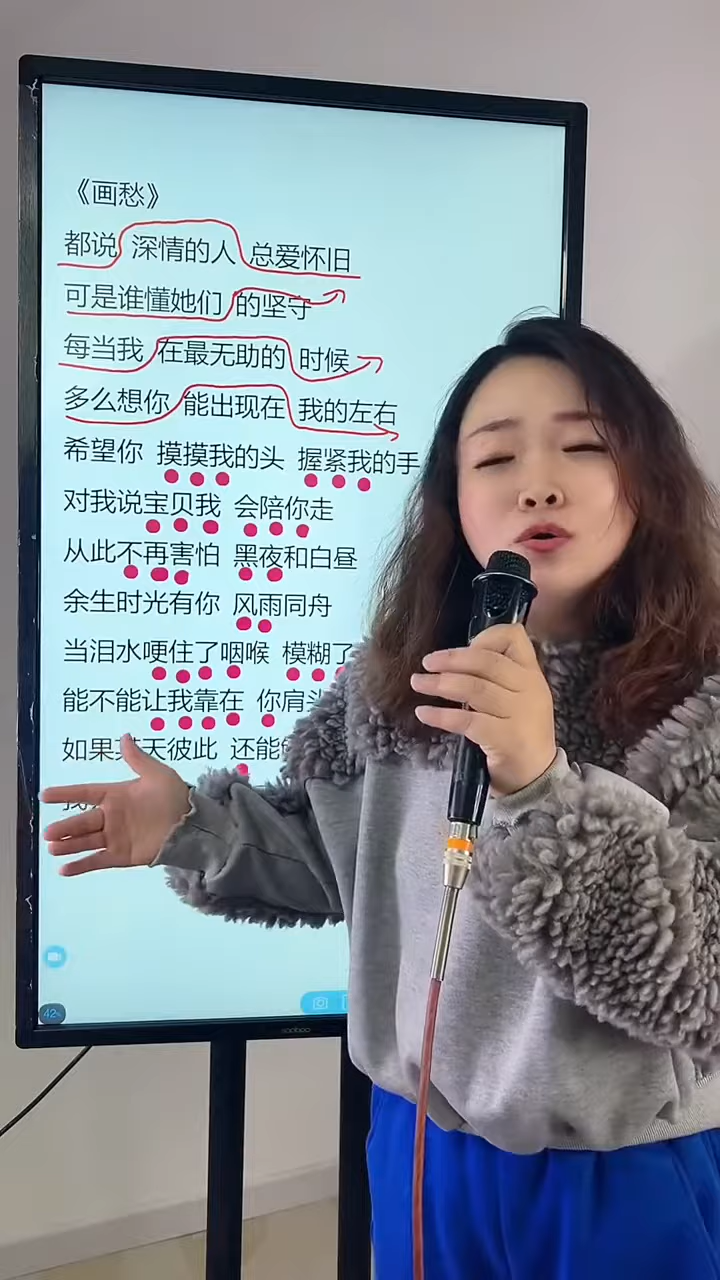 《画愁》
都说 深情的人 总爱怀旧
可是谁懂她们 的坚守
每当我 在最无助的 时候
多么想你 能出现在 我的左右
希望你 摸摸我的头 握紧我的手
对我说宝贝我 会陪你走
从此不再害怕 黑夜和白昼
余生时光有你 风雨同舟
当泪水哽住了咽喉 模糊了
能不能让我靠在 你肩
如果 天彼此 还能
42%